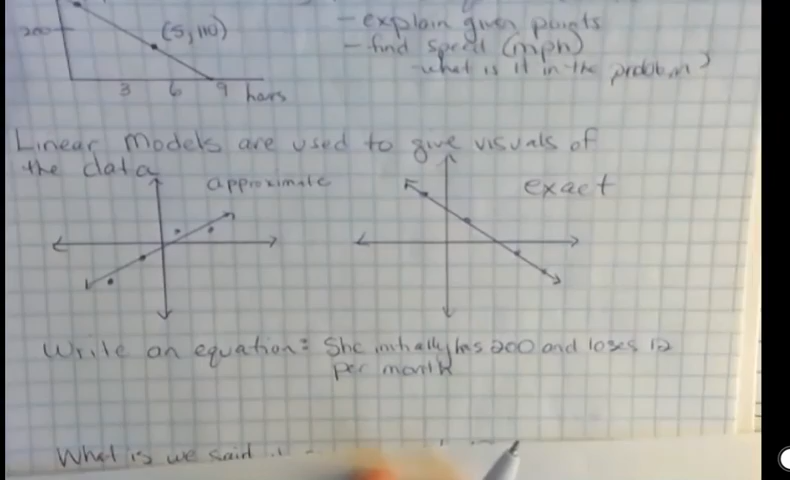 200
(5,110)
- explain given points
- find speed (mph)
- what is it in the problem?
3 6 9 hours
Linear models are used to give visuals of
the data
approximate
exact
Write an equation: She initially has 200 and loses 12
per month
What is we said